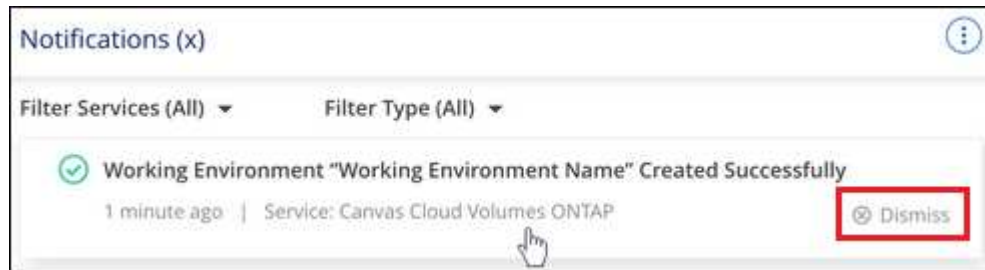 Notifications (x)
Filter Services (All) Filter Type (All)
Working Environment “Working Environment Name” Created Successfully
1 minute ago | Service: Canvas Cloud Volumes ONTAP Dismiss